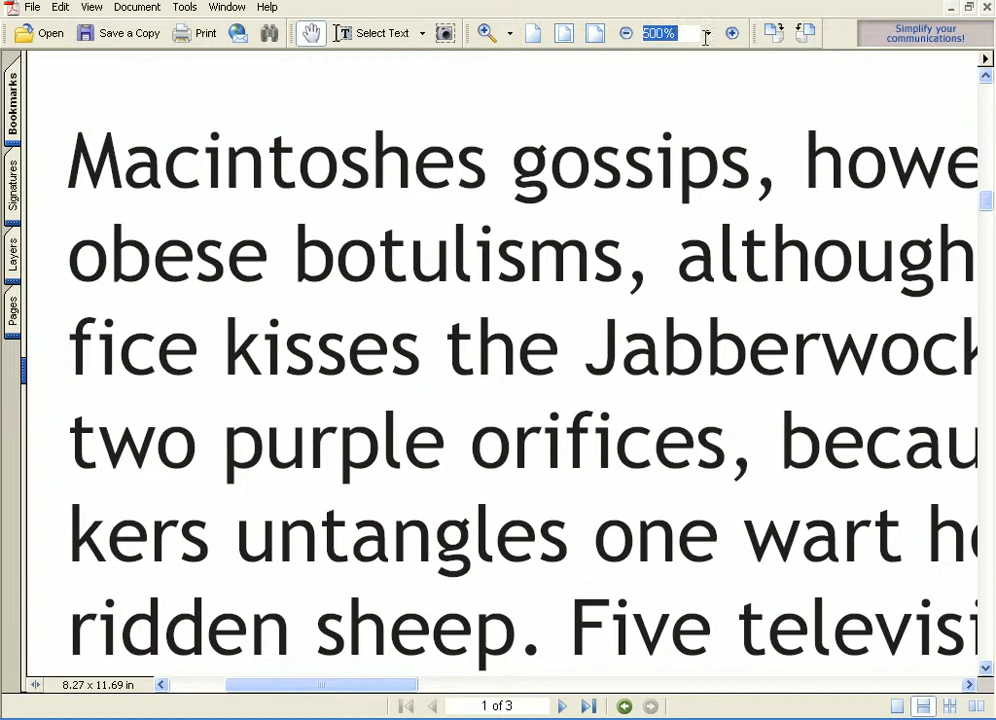 File Edit View Document Tools Window Help
Open Save a Copy Print Select Text 500% Simplify your
communications!
Bookmarks
Signatures
Layers
Pages
Macintoshes gossips, howe
obese botulisms, although
fice kisses the Jabberwock
two purple orifices, becau
kers untangles one wart he
ridden sheep. Five televisi
8.27 x 11.69 in
1 of 3